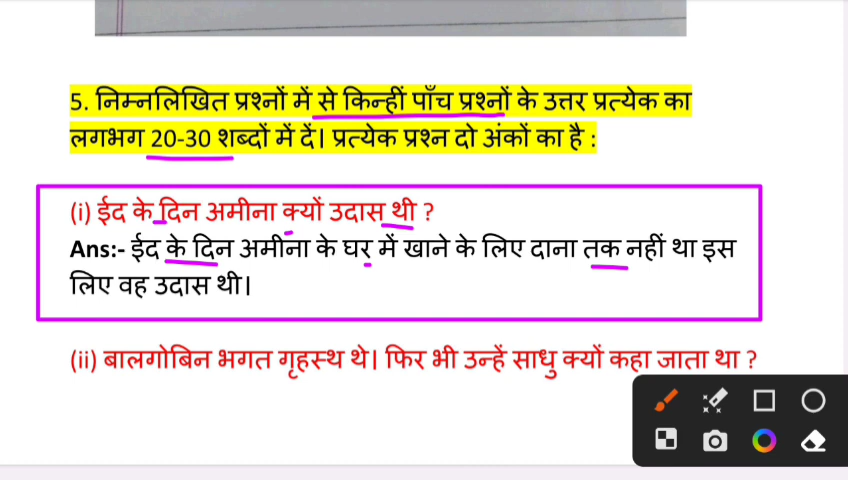 5. निम्नलिखित प्रश्नों में से किन्हीं पाँच प्रश्नों के उत्तर प्रत्येक का
लगभग 20-30 शब्दों में दें। प्रत्येक प्रश्न दो अंकों का है :
(i) ईद के दिन अमीना क्यों उदास थी ?
Ans:- ईद के दिन अमीना के घर में खाने के लिए दाना तक नहीं था इस
लिए वह उदास थी।
(ii) बालगोबिन भगत गृहस्थ थे। फिर भी उन्हें साधु क्यों कहा जाता था ?